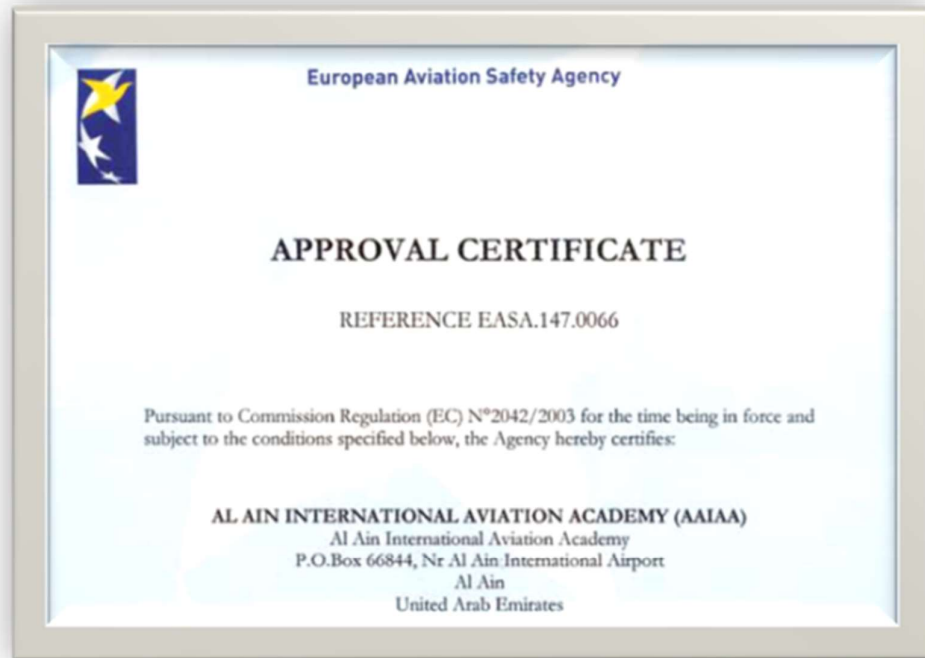 European Aviation Safety Agency
APPROVAL CERTIFICATE
REFERENCE EASA.147.0066
Pursuant to Commission Regulation (EC) N°2042/2003 for the time being in force and
subject to the conditions specified below, the Agency hereby certifies:
AL AIN INTERNATIONAL AVIATION ACADEMY (AAIAA)
Al Ain International Aviation Academy
P.O.Box 66844, Nr Al Ain International Airport
Al Ain
United Arab Emirates